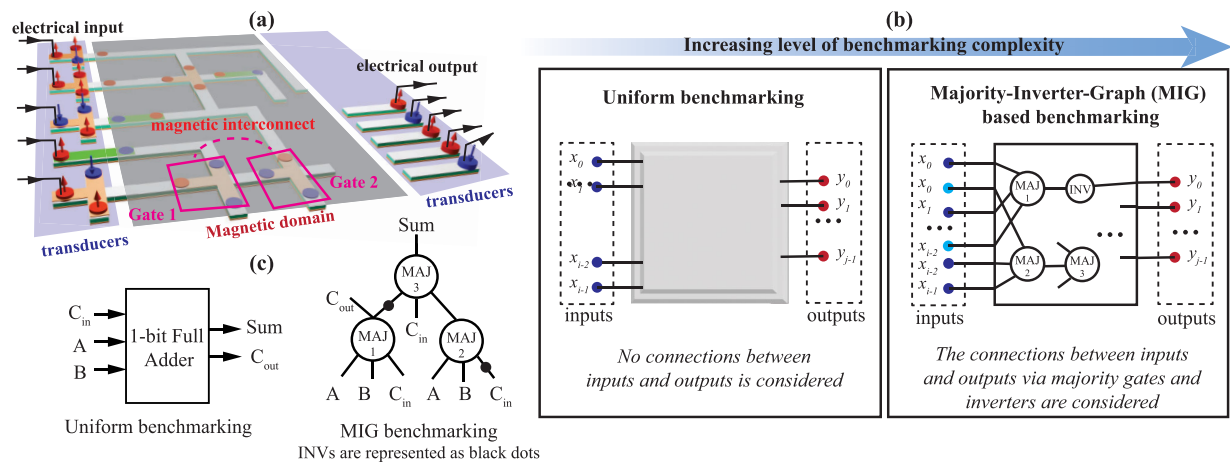 (a)
electrical input
electrical output
magnetic interconnect
Gate 1
Gate 2
Magnetic domain
transducers
transducers
(b)
Increasing level of benchmarking complexity
Uniform benchmarking
x0
x1
xi-2
xi-1
inputs
y0
y1
yj-1
outputs
No connections between
inputs and outputs is considered
Majority-Inverter-Graph (MIG)
based benchmarking
x0
x0
x1
xi-2
xi-2
xi-1
inputs
MAJ
1
INV
MAJ
2
MAJ
3
y0
y1
yj-1
outputs
The connections between inputs
and outputs via majority gates and
inverters are considered
(c)
Cin
A
B
1-bit Full
Adder
Sum
Cout
Uniform benchmarking
Sum
MAJ
3
Cout
Cin
MAJ
1
MAJ
2
A B Cin A B Cin
MIG benchmarking
INVs are represented as black dots